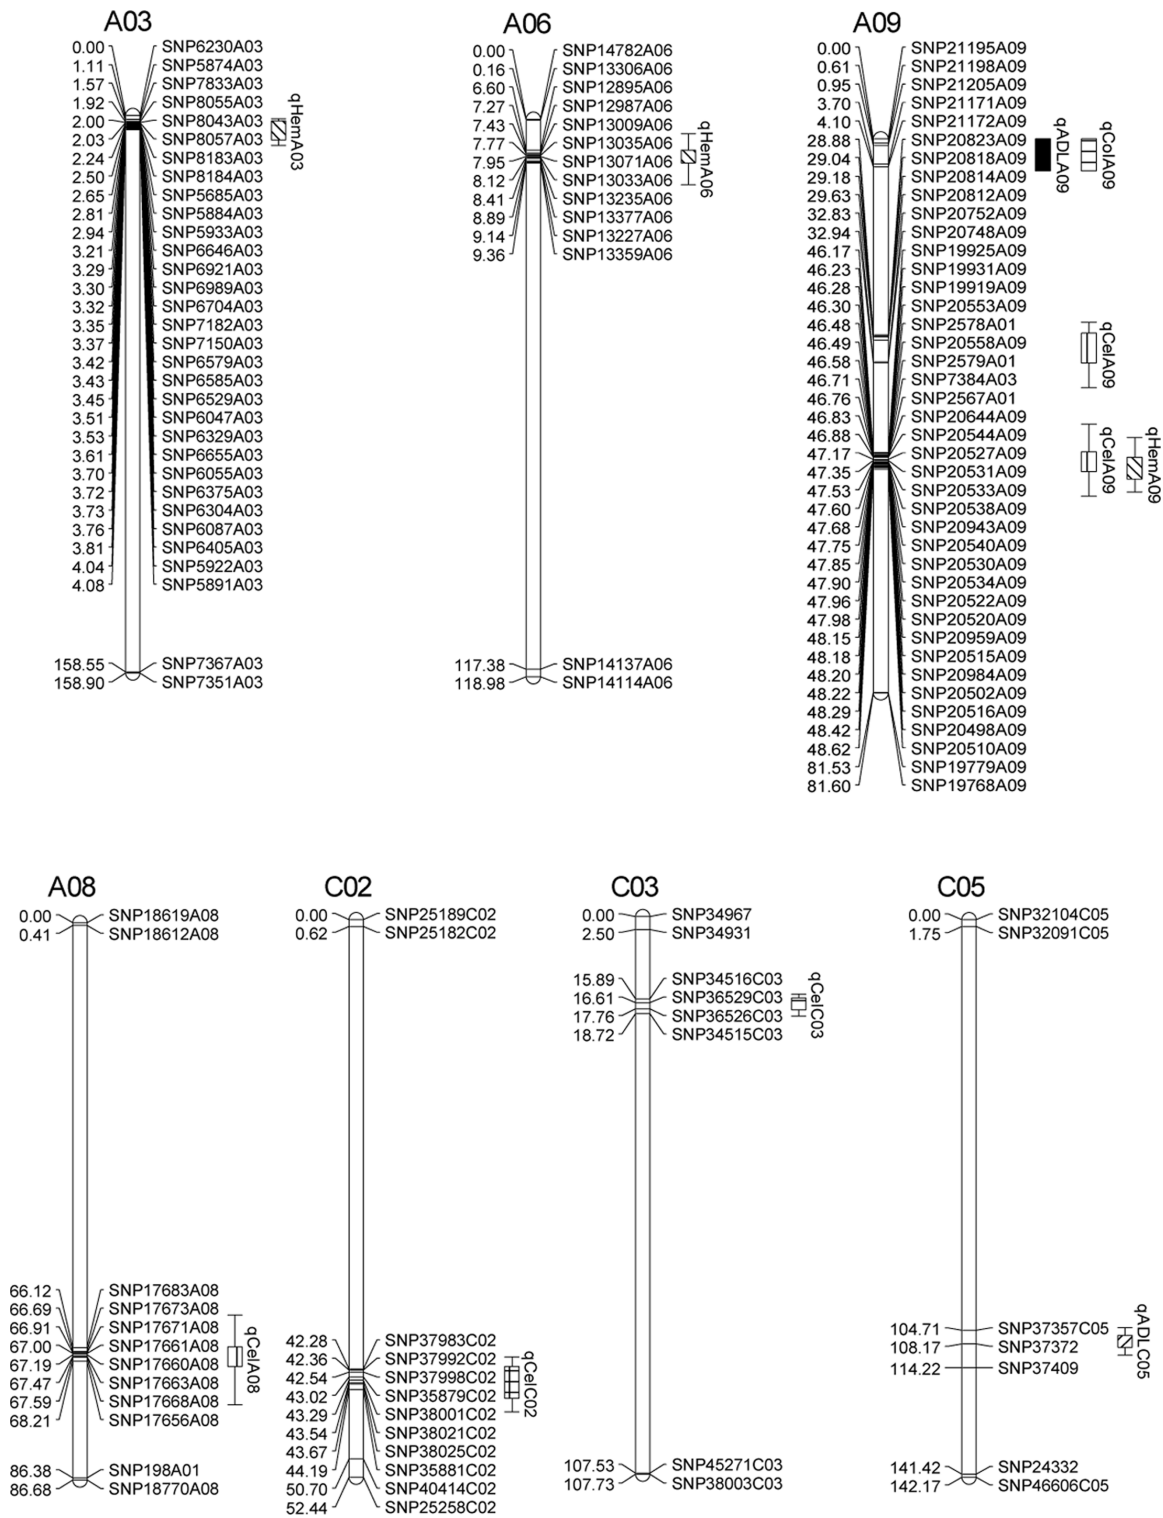 A03
0.00 SNP6230A03
1.11 SNP5874A03
1.57 SNP7833A03
1.92 SNP8055A03
2.00 SNP8043A03
2.03 SNP8057A03
2.24 SNP8183A03
2.50 SNP8184A03
2.65 SNP5685A03
2.81 SNP5884A03
2.94 SNP5933A03
3.21 SNP6646A03
3.29 SNP6921A03
3.30 SNP6989A03
3.32 SNP6704A03
3.35 SNP7182A03
3.37 SNP7150A03
3.42 SNP6579A03
3.43 SNP6585A03
3.45 SNP6529A03
3.51 SNP6047A03
3.53 SNP6329A03
3.61 SNP6655A03
3.70 SNP6055A03
3.72 SNP6375A03
3.73 SNP6304A03
3.76 SNP6087A03
3.81 SNP6405A03
4.04 SNP5922A03
4.08 SNP5891A03
158.55 SNP7367A03
158.90 SNP7351A03
qHemA03
A06
0.00 SNP14782A06
0.16 SNP13306A06
6.60 SNP12895A06
7.27 SNP12987A06
7.43 SNP13009A06
7.77 SNP13035A06
7.95 SNP13071A06
8.12 SNP13033A06
8.41 SNP13235A06
8.89 SNP13377A06
9.14 SNP13227A06
9.36 SNP13359A06
117.38 SNP14137A06
118.98 SNP14114A06
qHemA06
A09
0.00 SNP21195A09
0.61 SNP21198A09
0.95 SNP21205A09
3.70 SNP21171A09
4.10 SNP21172A09
28.88 SNP20823A09
29.04 SNP20818A09
29.18 SNP20814A09
29.63 SNP20812A09
32.83 SNP20752A09
32.94 SNP20748A09
46.17 SNP19925A09
46.23 SNP19931A09
46.28 SNP19919A09
46.30 SNP20553A09
46.48 SNP2578A01
46.49 SNP20558A09
46.58 SNP2579A01
46.71 SNP7384A03
46.76 SNP2567A01
46.83 SNP20644A09
46.88 SNP20544A09
47.17 SNP20527A09
47.35 SNP20531A09
47.53 SNP20533A09
47.60 SNP20538A09
47.68 SNP20943A09
47.75 SNP20540A09
47.85 SNP20530A09
47.90 SNP20534A09
47.96 SNP20522A09
47.98 SNP20520A09
48.15 SNP20959A09
48.18 SNP20515A09
48.20 SNP20984A09
48.22 SNP20502A09
48.29 SNP20516A09
48.42 SNP20498A09
48.62 SNP20510A09
81.53 SNP19779A09
81.60 SNP19768A09
qADLA09
qColA09
qCelA09
qCelA09
qHemA09
A08
0.00 SNP18619A08
0.41 SNP18612A08
66.12 SNP17683A08
66.69 SNP17673A08
66.91 SNP17671A08
67.00 SNP17661A08
67.19 SNP17660A08
67.47 SNP17663A08
67.59 SNP17668A08
68.21 SNP17656A08
86.38 SNP198A01
86.68 SNP18770A08
qCelA08
C02
0.00 SNP25189C02
0.62 SNP25182C02
42.28 SNP37983C02
42.36 SNP37992C02
42.54 SNP37998C02
43.02 SNP35879C02
43.29 SNP38001C02
43.54 SNP38021C02
43.67 SNP38025C02
44.19 SNP35881C02
50.70 SNP40414C02
52.44 SNP25258C02
qCelC02
C03
0.00 SNP34967
2.50 SNP34931
15.89 SNP34516C03
16.61 SNP36529C03
17.76 SNP36526C03
18.72 SNP34515C03
107.53 SNP45271C03
107.73 SNP38003C03
qCelC03
C05
0.00 SNP32104C05
1.75 SNP32091C05
104.71 SNP37357C05
108.17 SNP37372
114.22 SNP37409
141.42 SNP24332
142.17 SNP46606C05
qADLC05